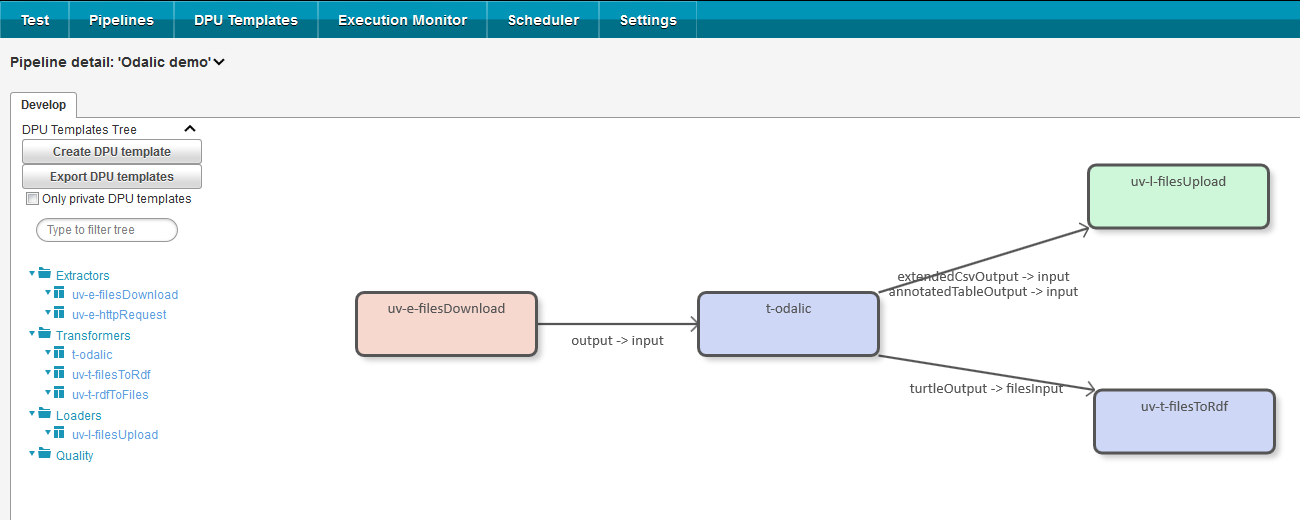 Test Pipelines DPU Templates Execution Monitor Scheduler Settings
Pipeline detail: 'Odalic demo'
Develop
DPU Templates Tree
Create DPU template
Export DPU templates
Only private DPU templates
Type to filter tree
Extractors
uv-e-filesDownload
uv-e-httpRequest
Transformers
t-odalic
uv-t-filesToRdf
uv-t-rdfToFiles
Loaders
uv-l-filesUpload
Quality
uv-e-filesDownload
output -> input
t-odalic
extendedCsvOutput -> input
annotatedTableOutput -> input
uv-l-filesUpload
turtleOutput -> filesInput
uv-t-filesToRdf